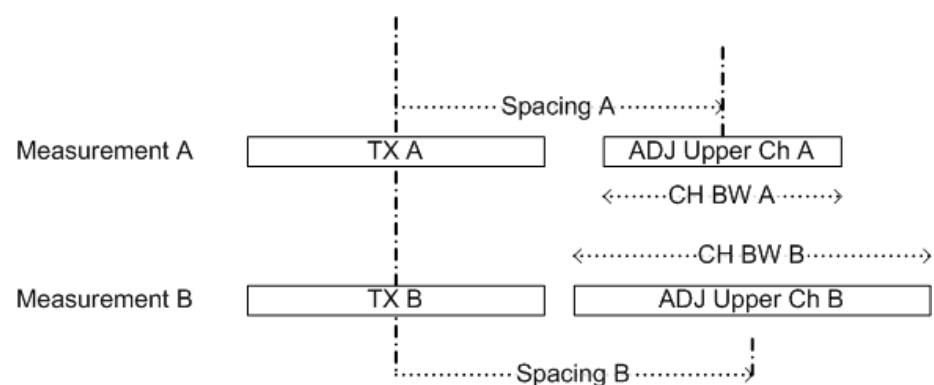 Spacing A
Measurement A
TX A
ADJ Upper Ch A
CH BW A
CH BW B
Measurement B
TX B
ADJ Upper Ch B
Spacing B